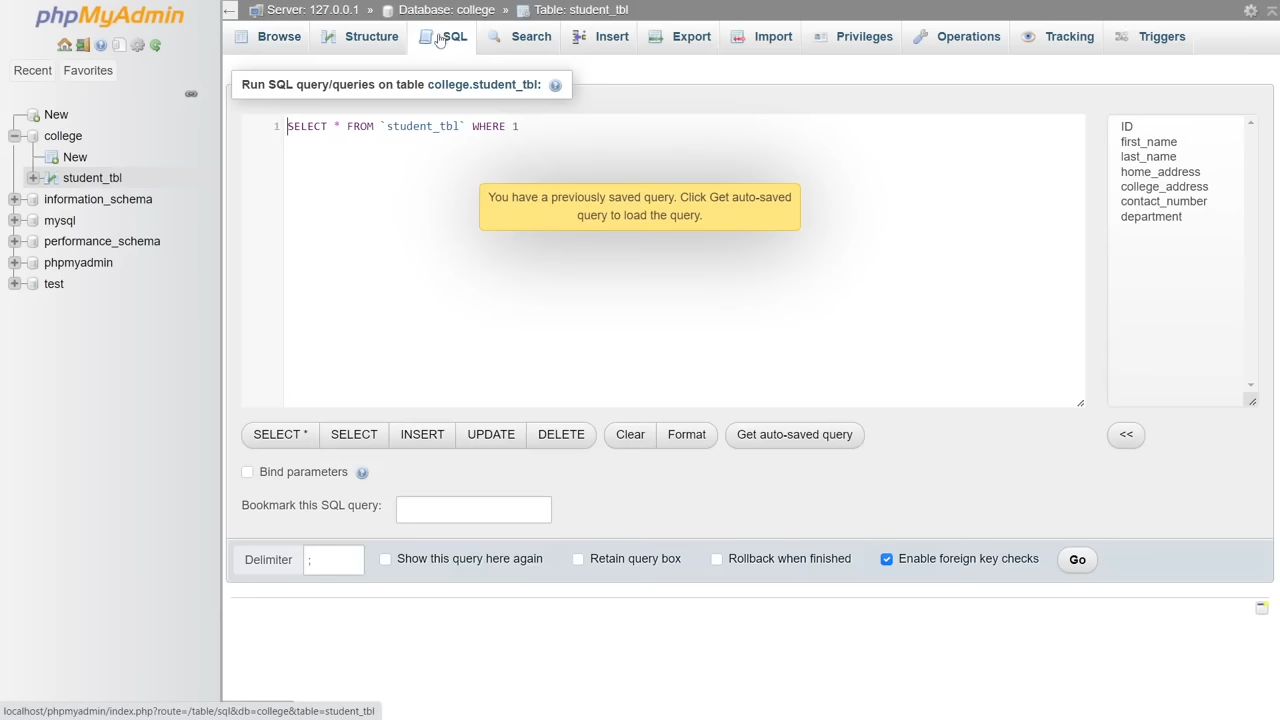 phpMyAdmin
Server: 127.0.0.1 » Database: college » Table: student_tbl
Browse Structure SQL Search Insert Export Import Privileges Operations Tracking Triggers
Recent Favorites
Run SQL query/queries on table college.student_tbl:
New
college
New
student_tbl
information_schema
mysql
performance_schema
phpmyadmin
test
1 SELECT * FROM `student_tbl` WHERE 1
You have a previously saved query. Click Get auto-saved
query to load the query.
ID
first_name
last_name
home_address
college_address
contact_number
department
SELECT * SELECT INSERT UPDATE DELETE Clear Format Get auto-saved query <<
Bind parameters
Bookmark this SQL query:
Delimiter ; Show this query here again Retain query box Rollback when finished Enable foreign key checks Go
localhost/phpmyadmin/index.php?route=/table/sql&db=college&table=student_tbl